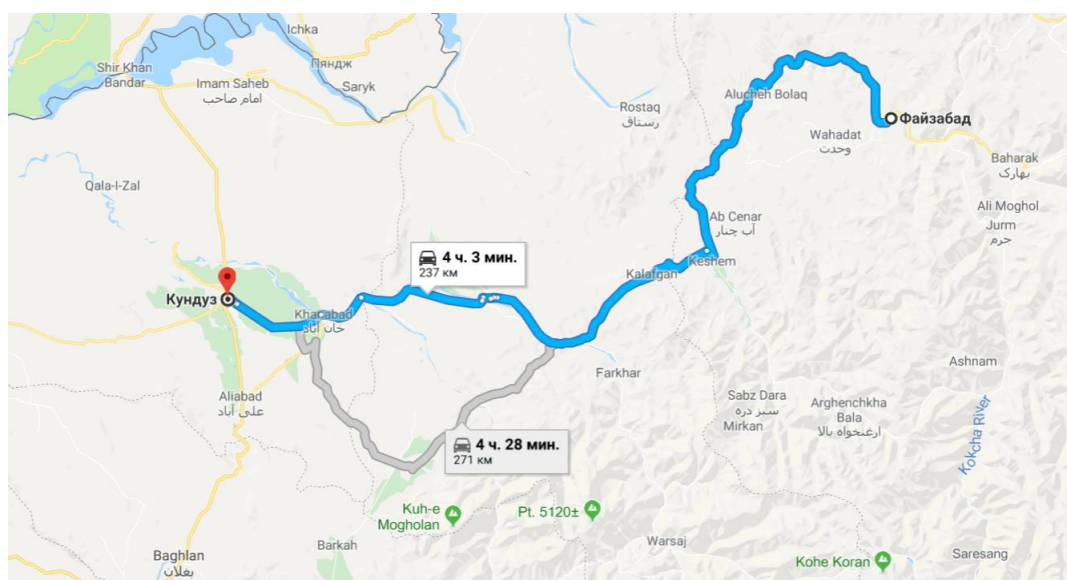 Ichka
Пяндж
Shir Khan
Bandar
Imam Saheb
امام صاحب
Saryk
Rostaq
رستاق
Alucheh Bolaq
Файзабад
Wahadat
وحدت
Baharak
بهارک
Qala-I-Zal
Ali Moghol
Jurm
جرم
Ab Cenar
آب چنار
4 ч. 3 мин.
237 км
Keshem
Kalafgan
Кундуз
Khanabad
خان آباد
Farkhar
Ashnam
Aliabad
علی آباد
Sabz Dara
سبز دره
Mirkan
Arghenchkha
Bala
ارغنخواه بالا
Kokcha River
4 ч. 28 мин.
271 км
Kuh-e
Mogholan
Pt. 5120±
Barkah
Warsaj
Baghlan
بغلان
Kohe Koran
Saresang